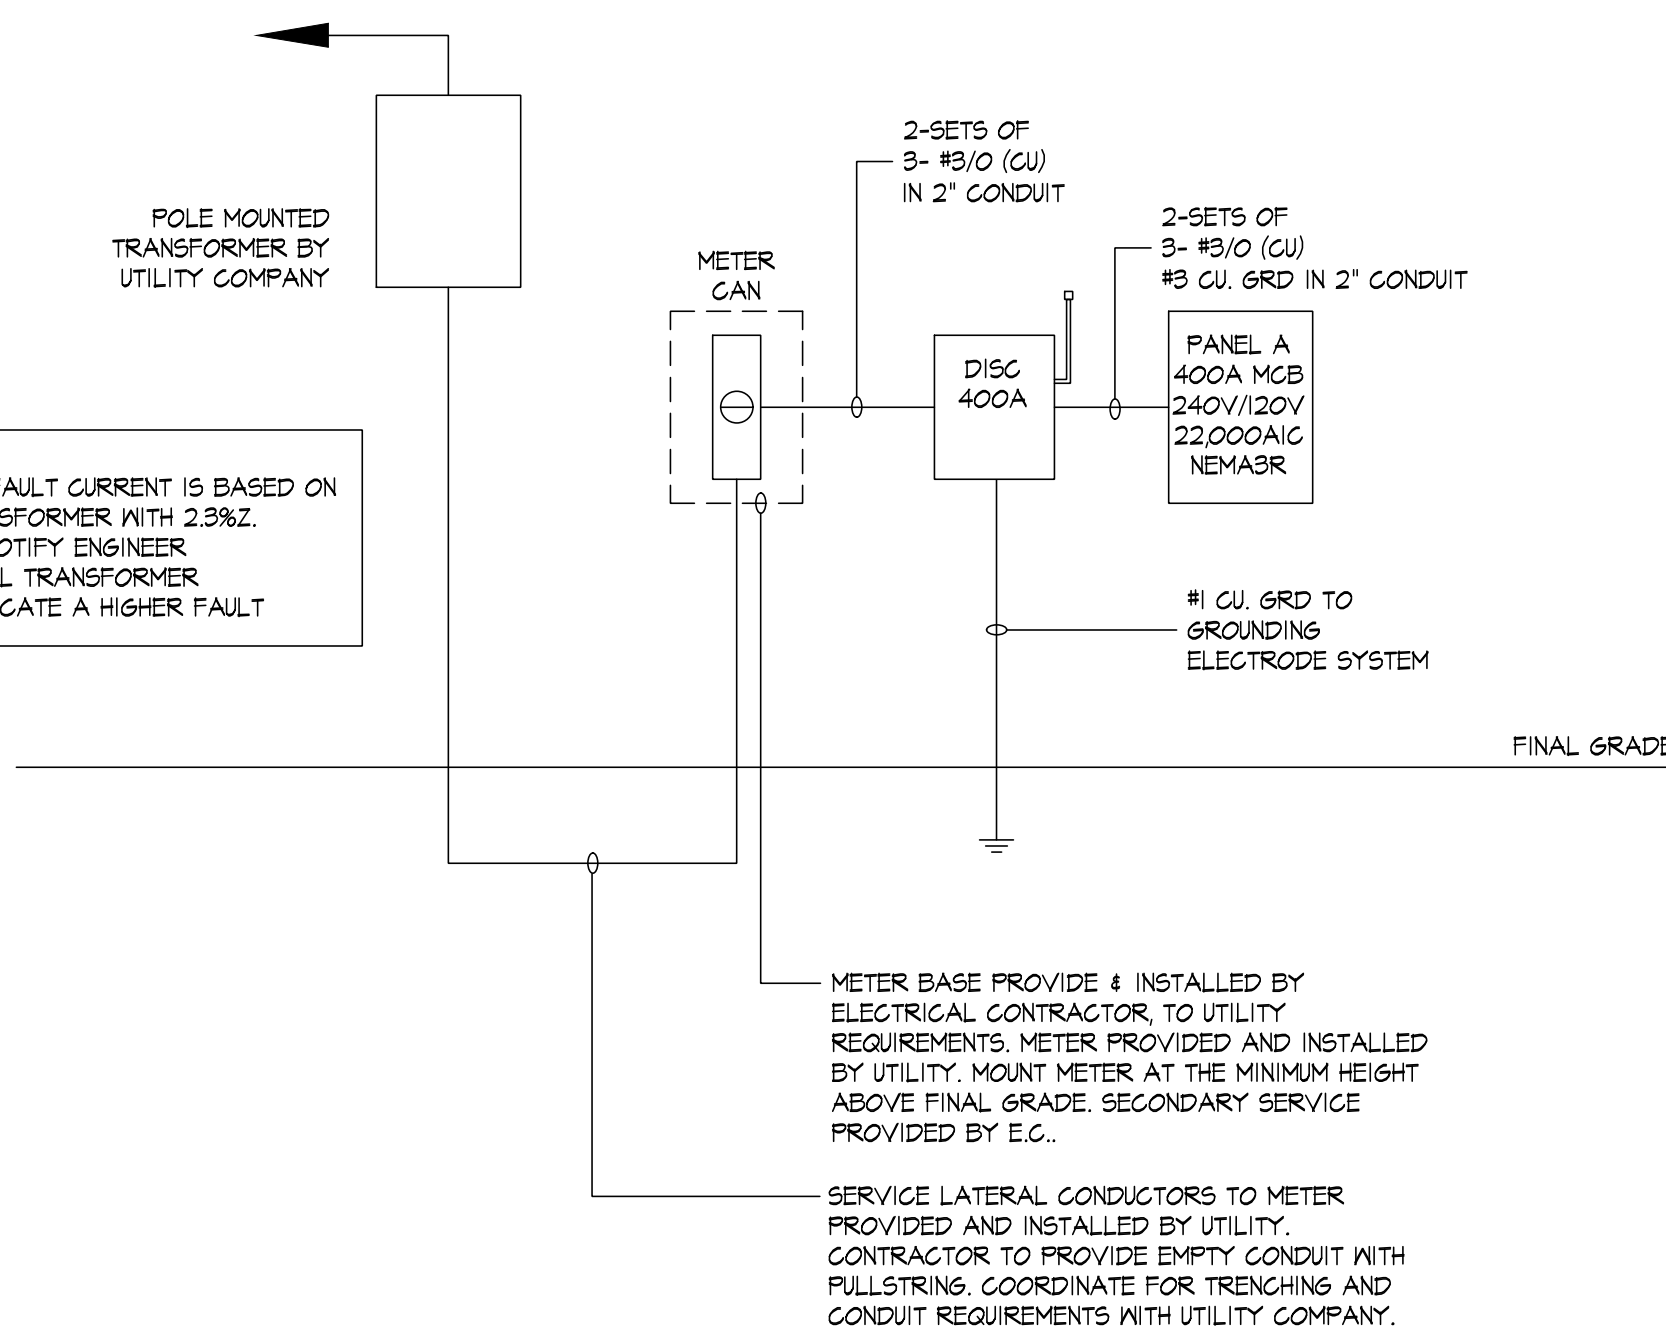 2-SETS OF
3- #3/0 (CU)
IN 2" CONDUIT
2-SETS OF
3- #3/0 (CU)
#3 CU. GRD IN 2" CONDUIT
POLE MOUNTED
TRANSFORMER BY
UTILITY COMPANY
METER
CAN
DISC
400A
PANEL A
400A MCB
240V/120V
22,000AIC
NEMA3R
FAULT CURRENT IS BASED ON
SFORMER WITH 2.3%Z.
OTIFY ENGINEER
L TRANSFORMER
CATE A HIGHER FAULT
#1 CU. GRD TO
GROUNDING
ELECTRODE SYSTEM
FINAL GRADE
METER BASE PROVIDE & INSTALLED BY
ELECTRICAL CONTRACTOR, TO UTILITY
REQUIREMENTS. METER PROVIDED AND INSTALLED
BY UTILITY. MOUNT METER AT THE MINIMUM HEIGHT
ABOVE FINAL GRADE. SECONDARY SERVICE
PROVIDED BY E.C..
SERVICE LATERAL CONDUCTORS TO METER
PROVIDED AND INSTALLED BY UTILITY.
CONTRACTOR TO PROVIDE EMPTY CONDUIT WITH
PULLSTRING. COORDINATE FOR TRENCHING AND
CONDUIT REQUIREMENTS WITH UTILITY COMPANY.